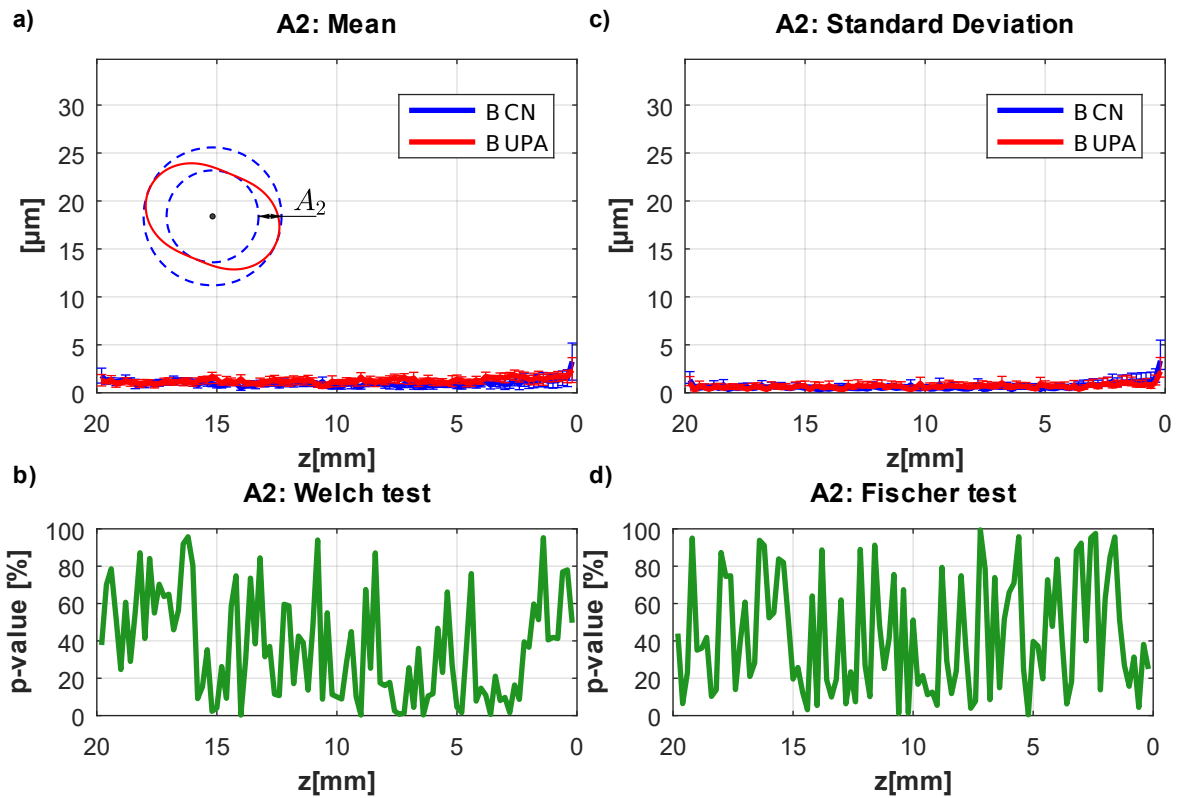 a)
A2: Mean
[µm]
35
30
25
20
15
10
5
0
B CN
B UPA
A2
20 15 10 5 0
z[mm]
c)
A2: Standard Deviation
[µm]
30
25
20
15
10
5
0
B CN
B UPA
20 15 10 5 0
z[mm]
b)
A2: Welch test
p-value [%]
100
80
60
40
20
0
20 15 10 5 0
z[mm]
d)
A2: Fischer test
p-value [%]
100
80
60
40
20
0
20 15 10 5 0
z[mm]